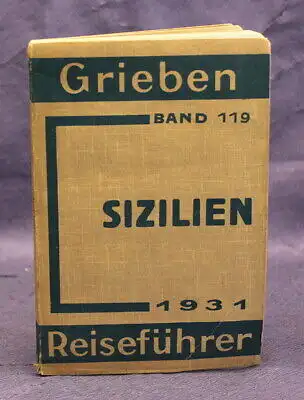 Grieben
BAND 119
SIZILIEN
1931
Reiseführer